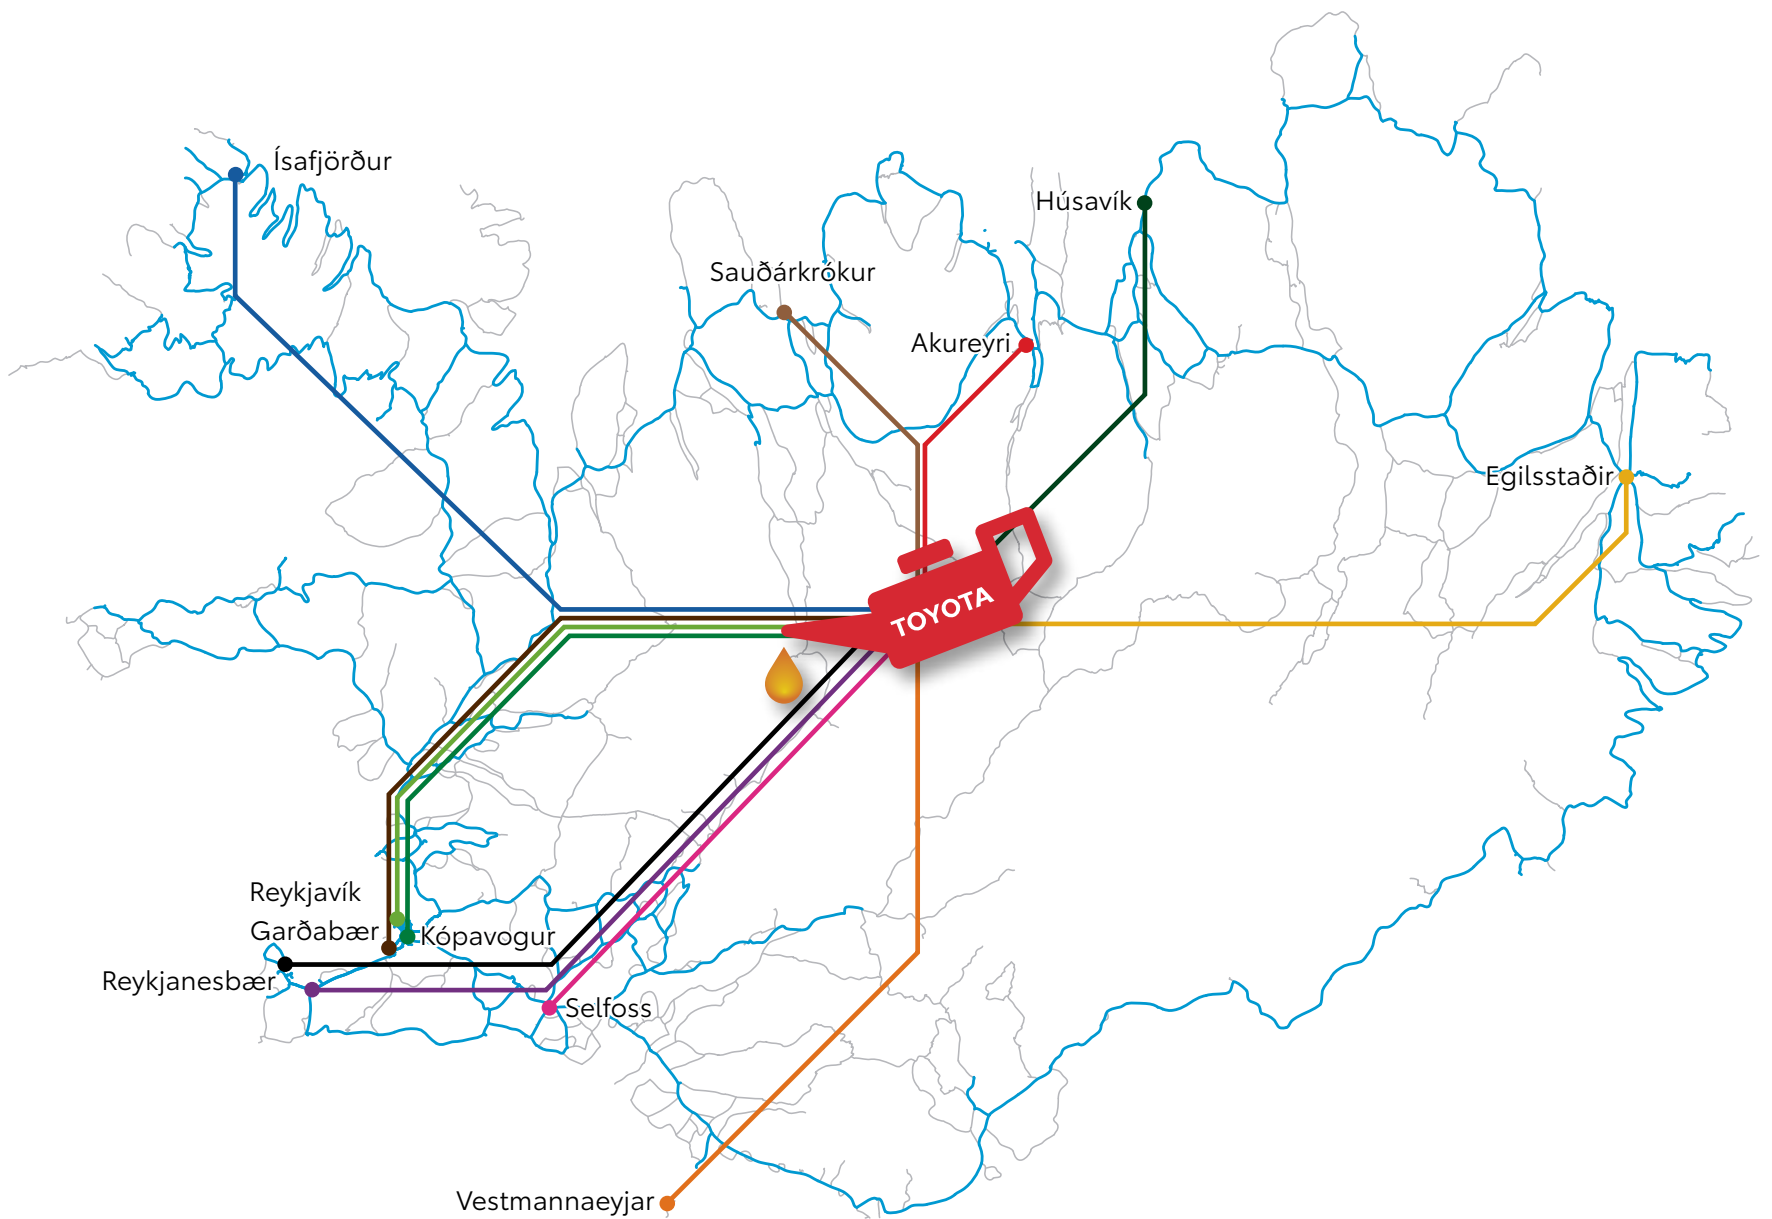 Ísafjörður
Húsavík
Sauðárkrókur
Akureyri
Egilsstaðir
TOYOTA
Reykjavík
Garðabær
Kópavogur
Reykjanesbær
Selfoss
Vestmannaeyjar